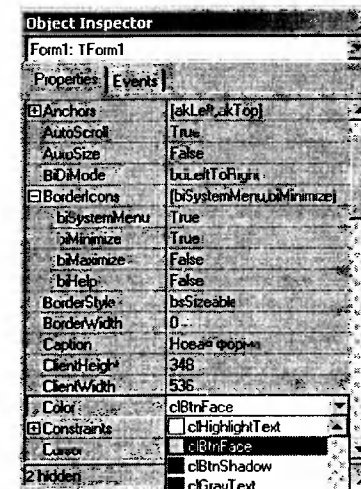 Object Inspector
Form1: TForm1
Properties Events
Anchors [akLeft,akTop]
AutoScroll True
AutoSize False
BiDiMode bdLeftToRight
BorderIcons [biSystemMenu,biMinimize]
biSystemMenu True
biMinimize True
biMaximize False
biHelp False
BorderStyle bsSizeable
BorderWidth 0
Caption Новая форма
ClientHeight 348
ClientWidth 536
Color clBtnFace
Constraints clHighlightText
Cursor clBtnFace
clBtnShadow
2 hidden clGrayText